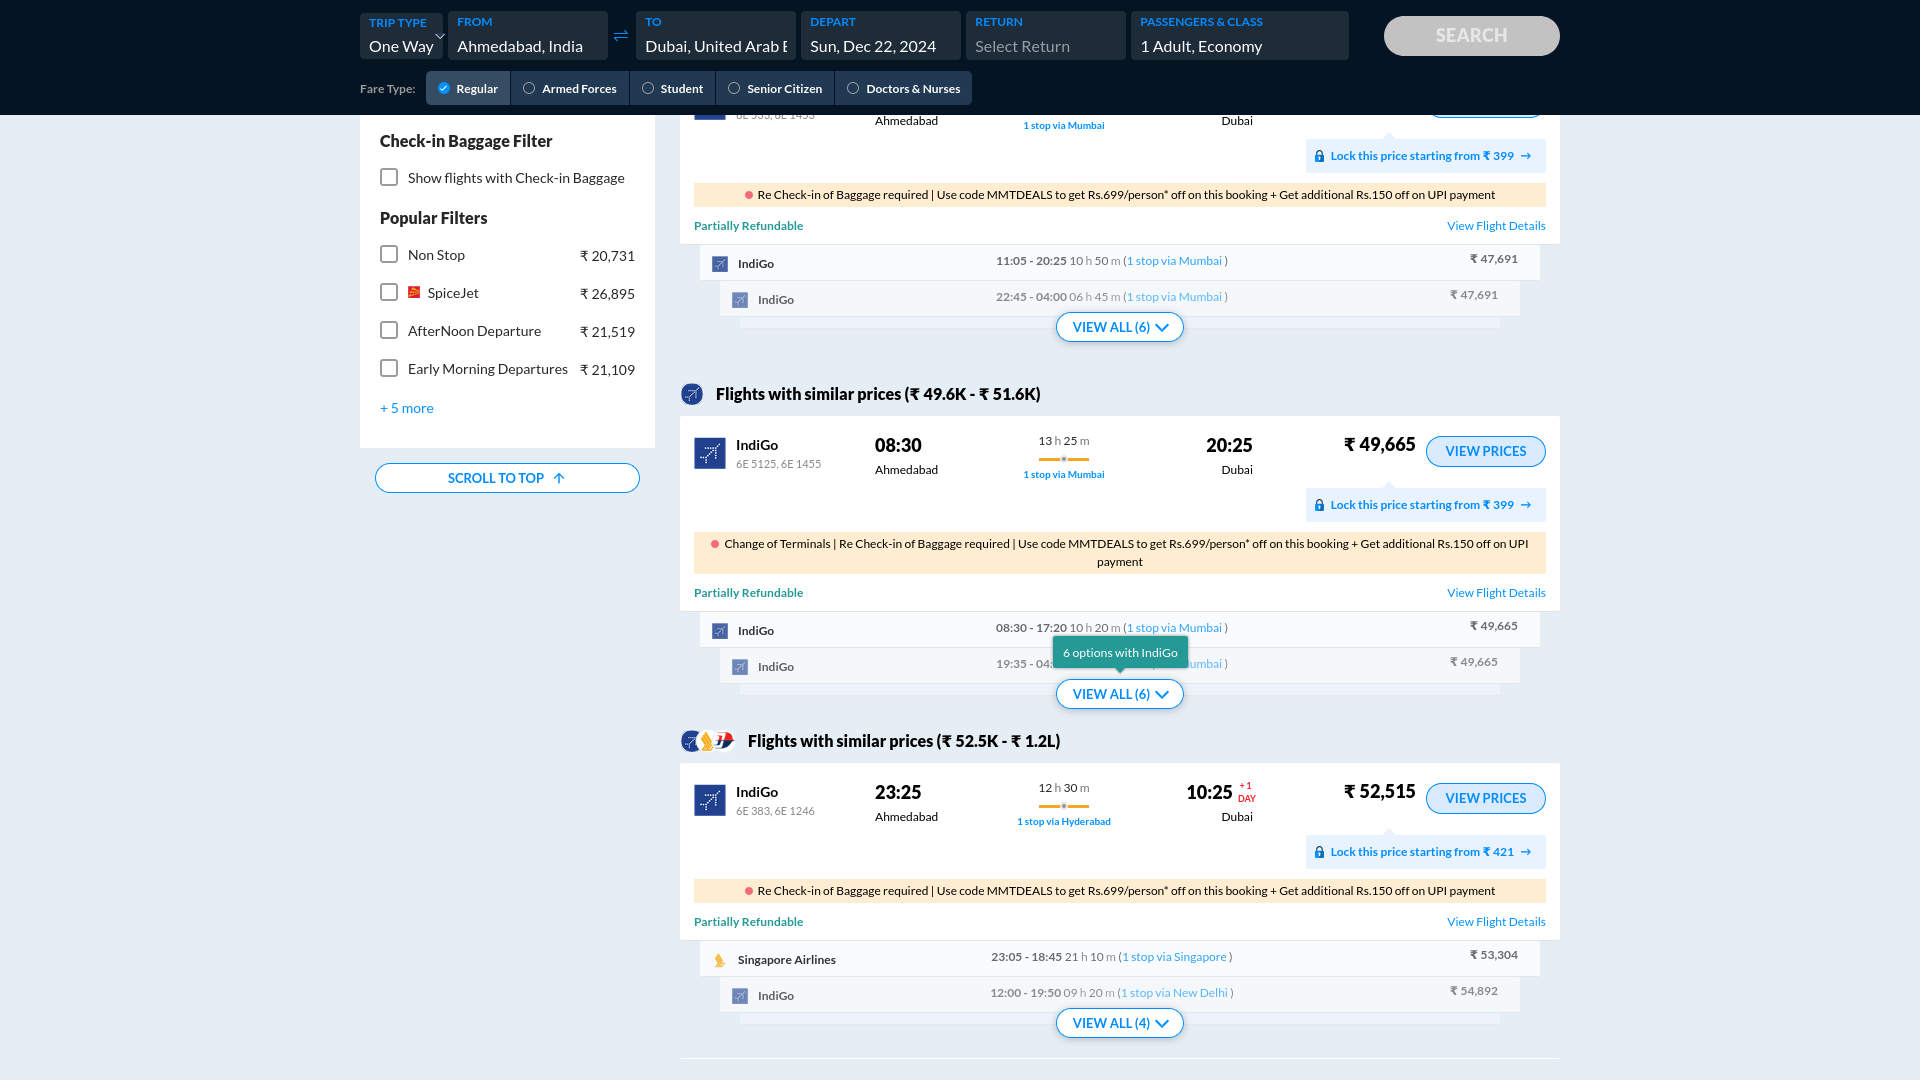 TRIP TYPE
One Way
FROM
Ahmedabad, India
TO
Dubai, United Arab E
DEPART
Sun, Dec 22, 2024
RETURN
Select Return
PASSENGERS & CLASS
1 Adult, Economy
SEARCH
Fare Type:
Regular
Armed Forces
Student
Senior Citizen
Doctors & Nurses
Check-in Baggage Filter
Show flights with Check-in Baggage
Popular Filters
Non Stop ₹ 20,731
SpiceJet ₹ 26,895
AfterNoon Departure ₹ 21,519
Early Morning Departures ₹ 21,109
+ 5 more
SCROLL TO TOP
6E 533, 6E 1453
Ahmedabad
1 stop via Mumbai
Dubai
Lock this price starting from ₹ 399 →
Re Check-in of Baggage required | Use code MMTDEALS to get Rs.699/person* off on this booking + Get additional Rs.150 off on UPI payment
Partially Refundable
View Flight Details
IndiGo 11:05 - 20:25 10 h 50 m (1 stop via Mumbai ) ₹ 47,691
IndiGo 22:45 - 04:00 06 h 45 m (1 stop via Mumbai ) ₹ 47,691
VIEW ALL (6)
Flights with similar prices (₹ 49.6K - ₹ 51.6K)
IndiGo
6E 5125, 6E 1455
08:30
Ahmedabad
13 h 25 m
1 stop via Mumbai
20:25
Dubai
₹ 49,665
VIEW PRICES
Lock this price starting from ₹ 399 →
Change of Terminals | Re Check-in of Baggage required | Use code MMTDEALS to get Rs.699/person* off on this booking + Get additional Rs.150 off on UPI
payment
Partially Refundable
View Flight Details
IndiGo 08:30 - 17:20 10 h 20 m (1 stop via Mumbai ) ₹ 49,665
6 options with IndiGo
IndiGo 19:35 - 04: umbai ) ₹ 49,665
VIEW ALL (6)
Flights with similar prices (₹ 52.5K - ₹ 1.2L)
IndiGo
6E 383, 6E 1246
23:25
Ahmedabad
12 h 30 m
1 stop via Hyderabad
10:25 +1 DAY
Dubai
₹ 52,515
VIEW PRICES
Lock this price starting from ₹ 421 →
Re Check-in of Baggage required | Use code MMTDEALS to get Rs.699/person* off on this booking + Get additional Rs.150 off on UPI payment
Partially Refundable
View Flight Details
Singapore Airlines 23:05 - 18:45 21 h 10 m (1 stop via Singapore ) ₹ 53,304
IndiGo 12:00 - 19:50 09 h 20 m (1 stop via New Delhi ) ₹ 54,892
VIEW ALL (4)